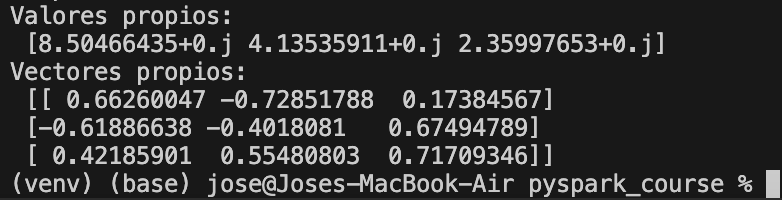 Valores propios:
[8.50466435+0.j 4.13535911+0.j 2.35997653+0.j]
Vectores propios:
[[ 0.66260047 -0.72851788  0.17384567]
[-0.61886638 -0.4018081   0.67494789]
[ 0.42185901  0.55480803  0.71709346]]
(venv) (base) jose@Joses-MacBook-Air pyspark_course %